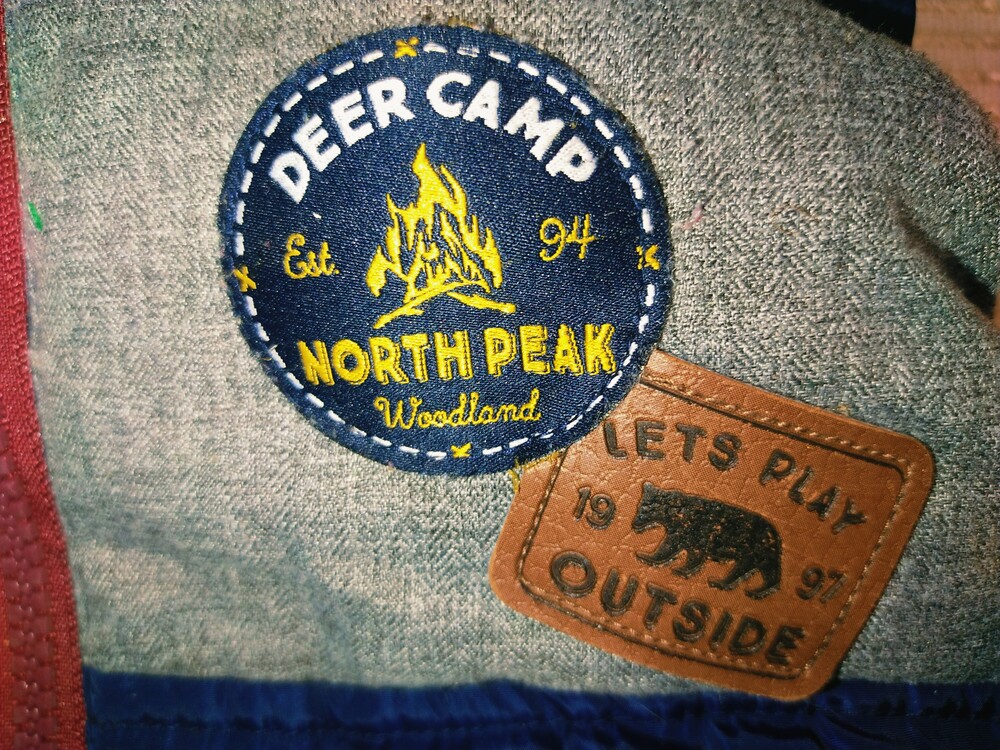 DEER CAMP
Est. 94
NORTH PEAK
Woodland
LETS PLAY
19 97
OUTSIDE